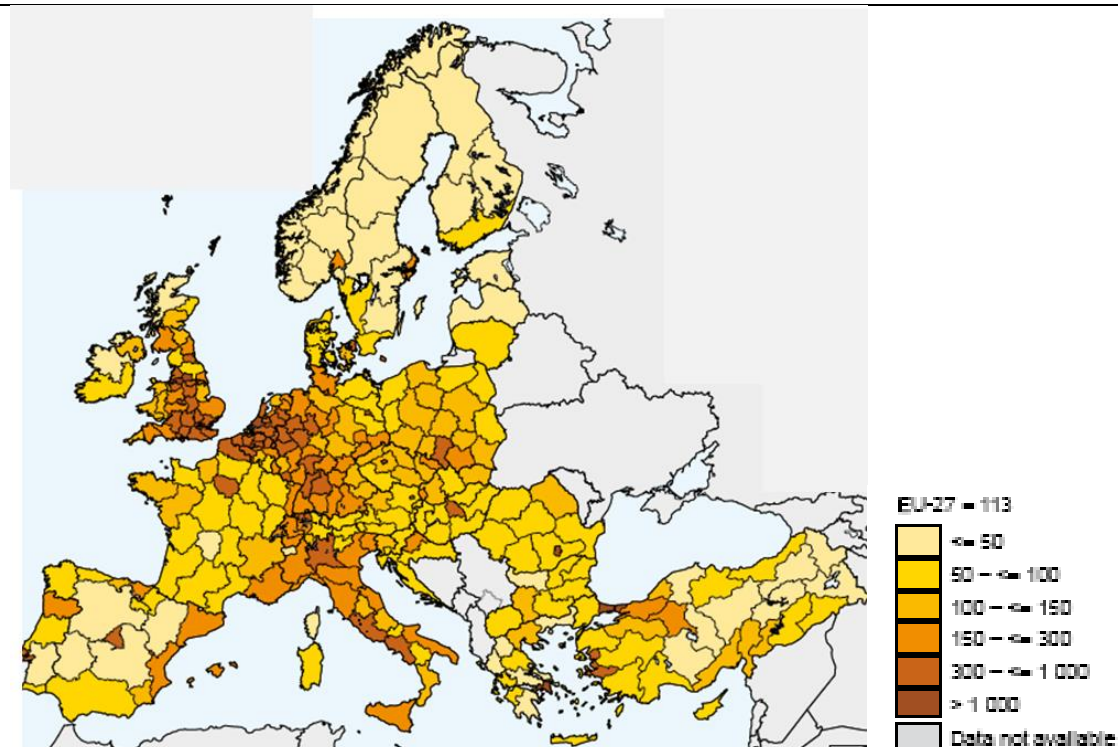 EU-27 = 113
<= 50
50 – <= 100
100 – <= 150
150 – <= 300
300 – <= 1 000
> 1 000
Data not available